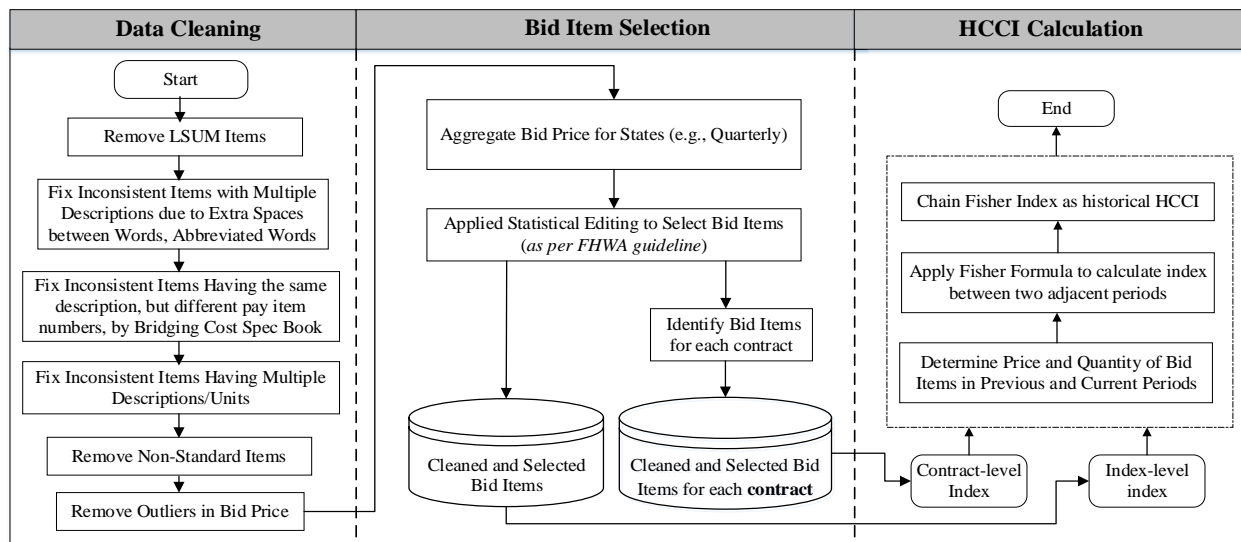 Data Cleaning
Start
Remove LSUM Items
Fix Inconsistent Items with Multiple
Descriptions due to Extra Spaces
between Words, Abbreviated Words
Fix Inconsistent Items Having the same
description, but different pay item
numbers, by Bridging Cost Spec Book
Fix Inconsistent Items Having Multiple
Descriptions/Units
Remove Non-Standard Items
Remove Outliers in Bid Price
Bid Item Selection
Aggregate Bid Price for States (e.g., Quarterly)
Applied Statistical Editing to Select Bid Items
(as per FHWA guideline)
Identify Bid Items
for each contract
Cleaned and Selected
Bid Items
Cleaned and Selected Bid
Items for each contract
HCCI Calculation
End
Chain Fisher Index as historical HCCI
Apply Fisher Formula to calculate index
between two adjacent periods
Determine Price and Quantity of Bid
Items in Previous and Current Periods
Contract-level
Index
Index-level
index